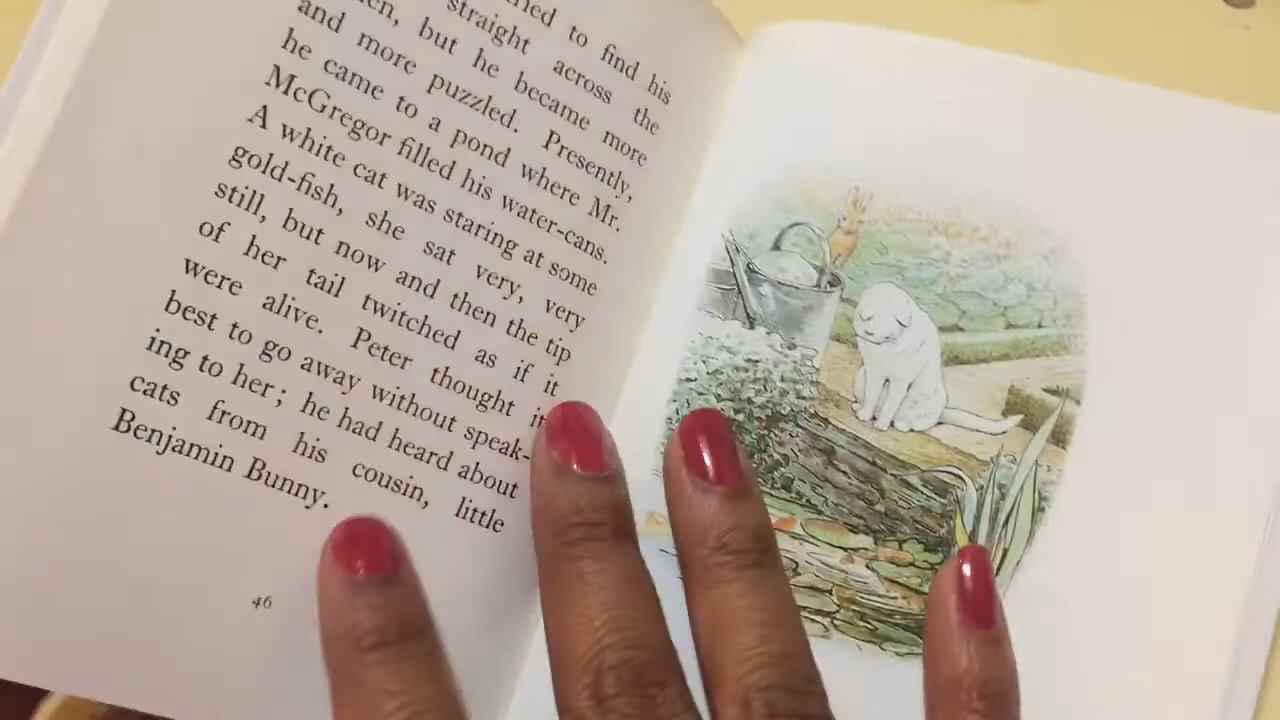 to find his
straight across the
but he became more
and more puzzled. Presently,
he came to a pond where Mr.
McGregor filled his water-cans.
A white cat was staring at some
gold-fish, she sat very, very
still, but now and then the tip
of her tail twitched as if it
were alive. Peter thought it
best to go away without speak-
ing to her; he had heard about
cats from his cousin, little
Benjamin Bunny.
46